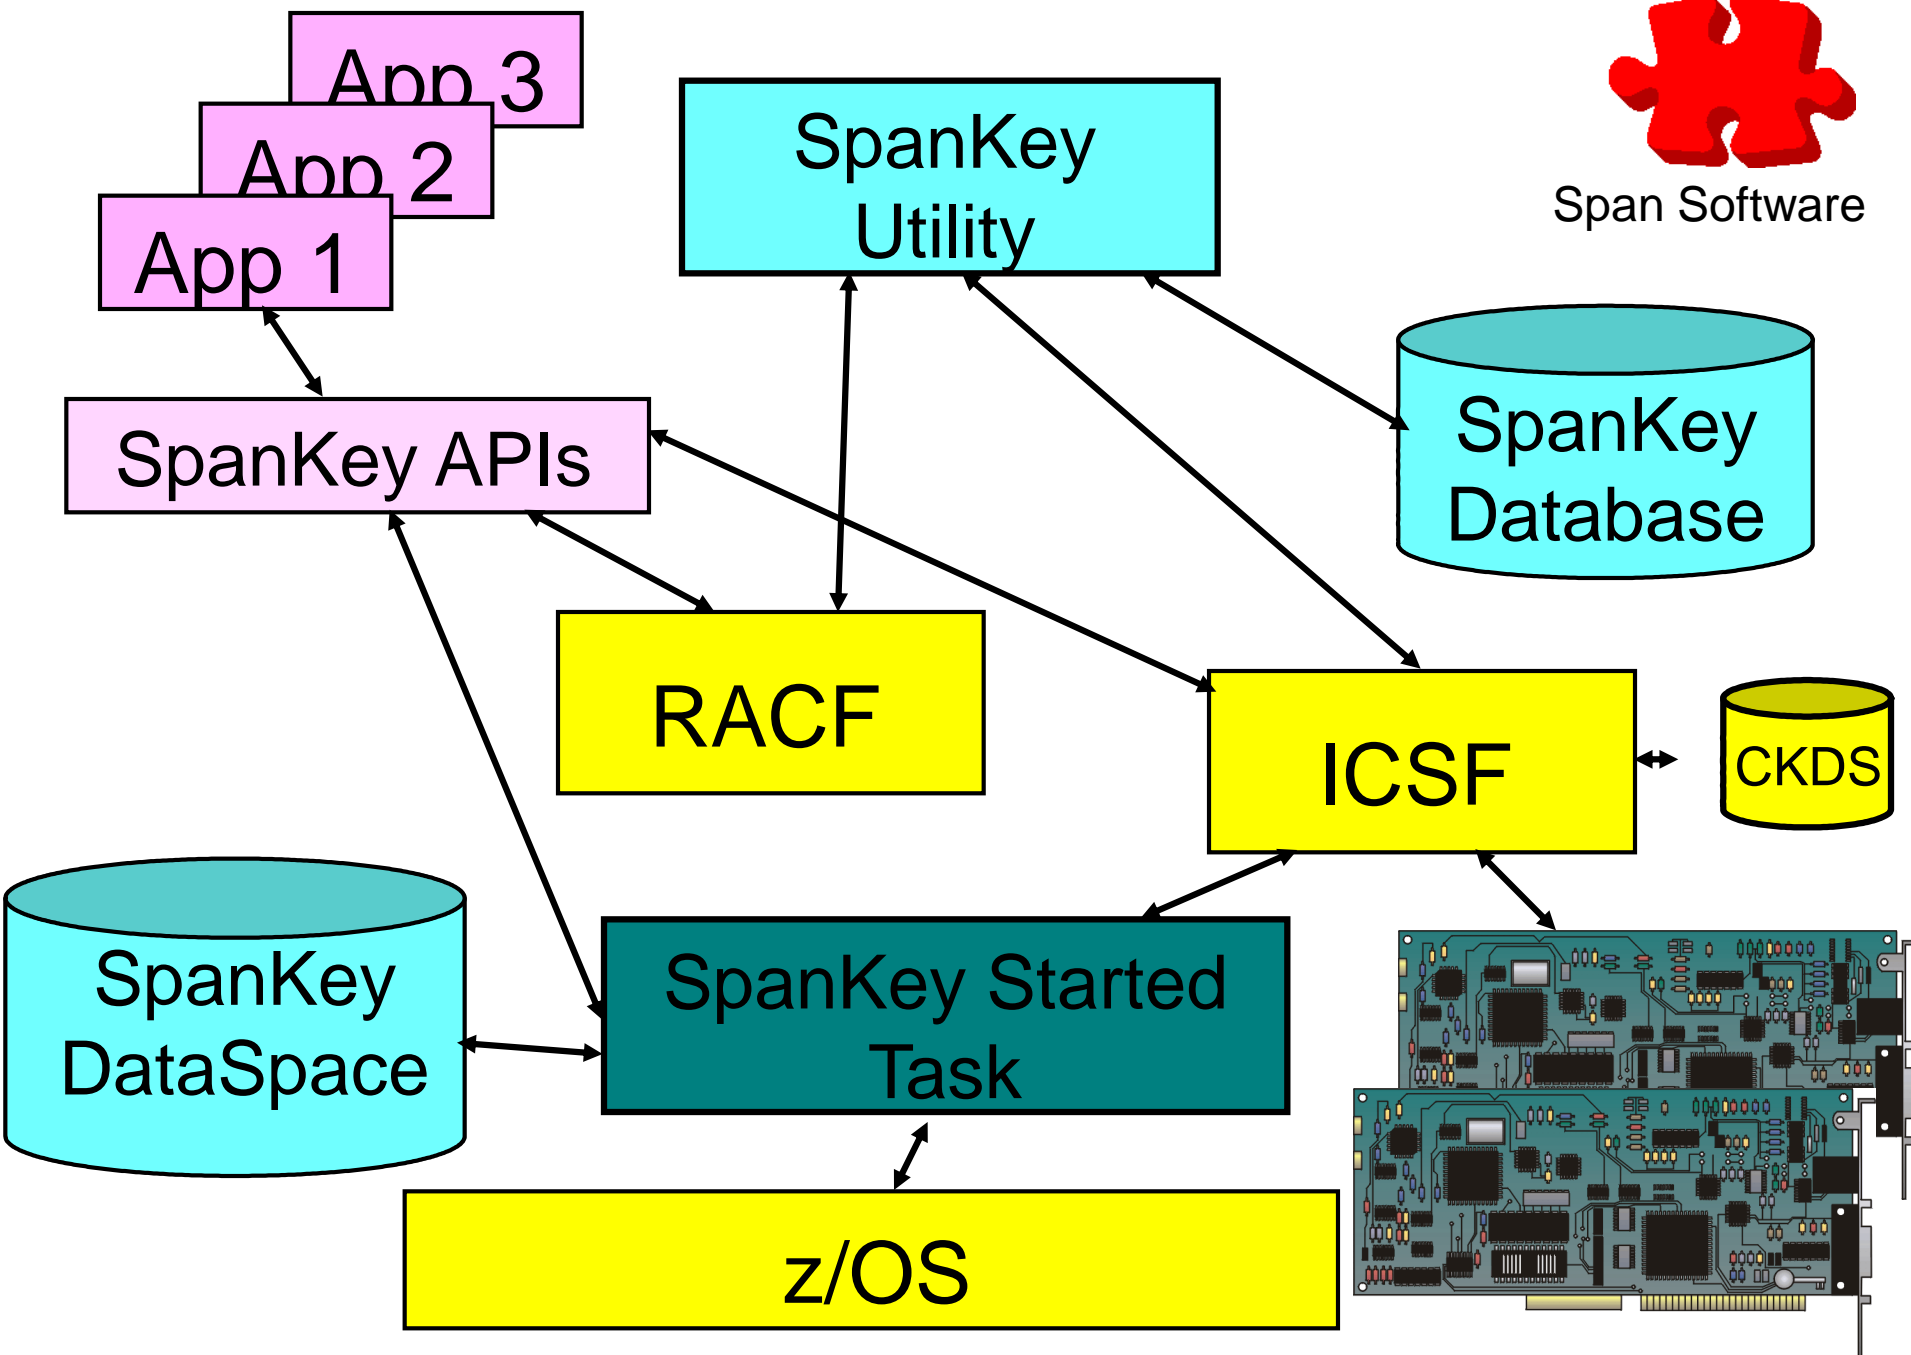 App 3
App 2
App 1
SpanKey
Utility
Span Software
SpanKey APIs
SpanKey
Database
RACF
ICSF
CKDS
SpanKey
DataSpace
SpanKey Started
Task
z/OS